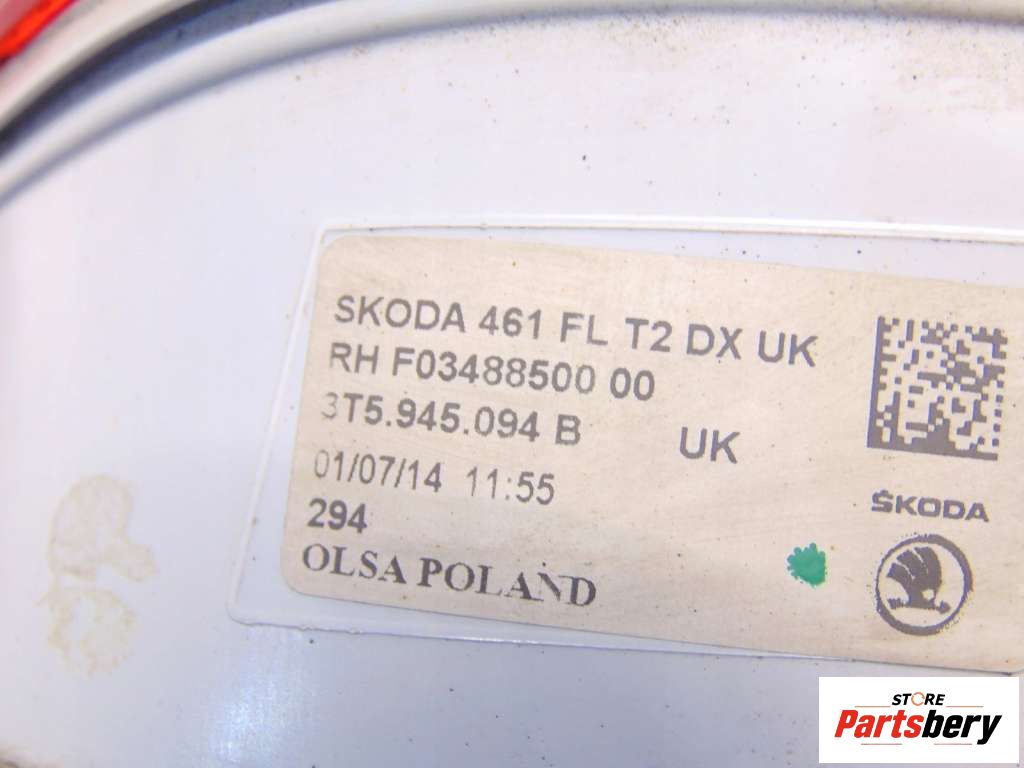 SKODA 461 FL T2 DX UK
RH F03488500 00
3T5.945.094 B UK
01/07/14 11:55
294
OLSA POLAND
ŠKODA
STORE
Partsbery